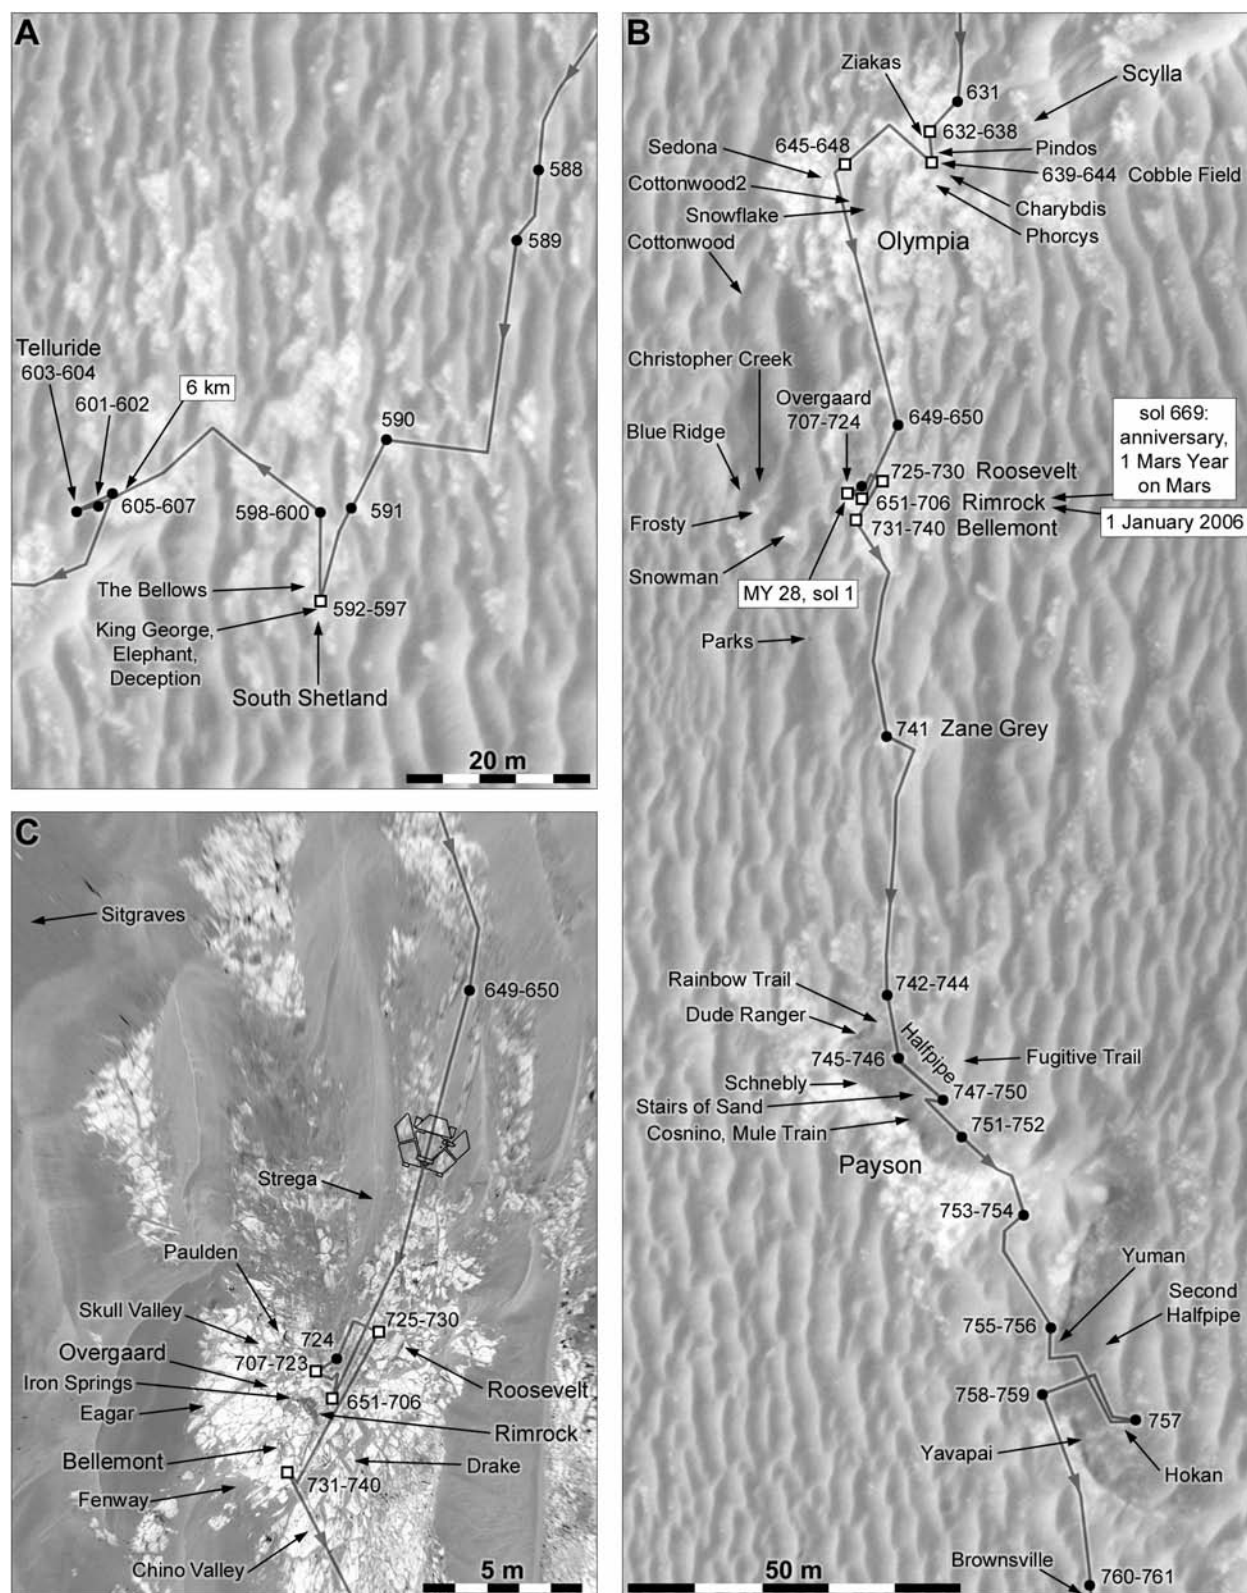 A
588
589
Telluride
603-604
6 km
601-602
590
605-607
598-600
591
The Bellows
592-597
King George,
Elephant,
Deception
South Shetland
20 m
B
Ziakas
Scylla
631
632-638
645-648
Pindos
Sedona
639-644 Cobble Field
Cottonwood2
Charybdis
Snowflake
Phorcys
Cottonwood
Olympia
Christopher Creek
Overgaard
707-724
649-650
sol 669:
anniversary,
1 Mars Year
on Mars
Blue Ridge
725-730 Roosevelt
651-706 Rimrock
Frosty
731-740 Bellemont
1 January 2006
Snowman
MY 28, sol 1
Parks
741 Zane Grey
Rainbow Trail
742-744
Dude Ranger
Halfpipe
745-746
Fugitive Trail
Schnebly
747-750
Stairs of Sand
Cosnino, Mule Train
751-752
Payson
753-754
Yuman
Second
Halfpipe
755-756
758-759
757
Yavapai
Hokan
Brownsville
760-761
50 m
C
Sitgraves
649-650
Strega
Paulden
725-730
Skull Valley
724
707-723
Overgaard
Roosevelt
Iron Springs
651-706
Eagar
Rimrock
Bellemont
Drake
731-740
Fenway
Chino Valley
5 m